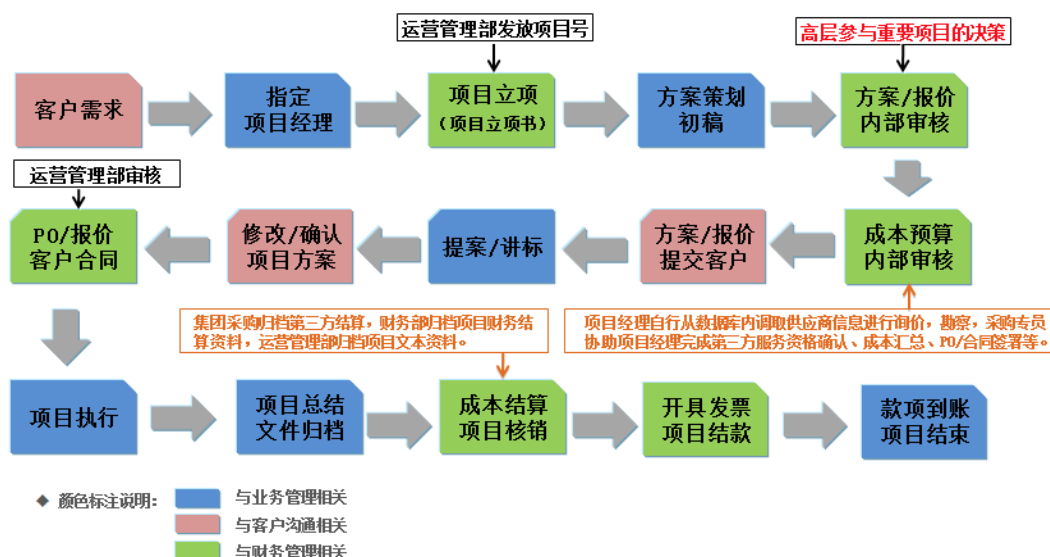 运营管理部发放项目号
高层参与重要项目的决策
客户需求
指定
项目经理
项目立项
（项目立项书）
方案策划
初稿
方案/报价
内部审核
运营管理部审核
PO/报价
客户合同
修改/确认
项目方案
提案/讲标
方案/报价
提交客户
成本预算
内部审核
集团采购归档第三方结算，财务部归档项目财务结
算资料，运营管理部归档项目文本资料。
项目经理自行从数据库内调取供应商信息进行询价，勘察，采购专员
协助项目经理完成第三方服务资格确认、成本汇总、PO/合同签署等。
项目执行
项目总结
文件归档
成本结算
项目核销
开具发票
项目结款
款项到账
项目结束
◆ 颜色标注说明：
与业务管理相关
与客户沟通相关
与财务管理相关